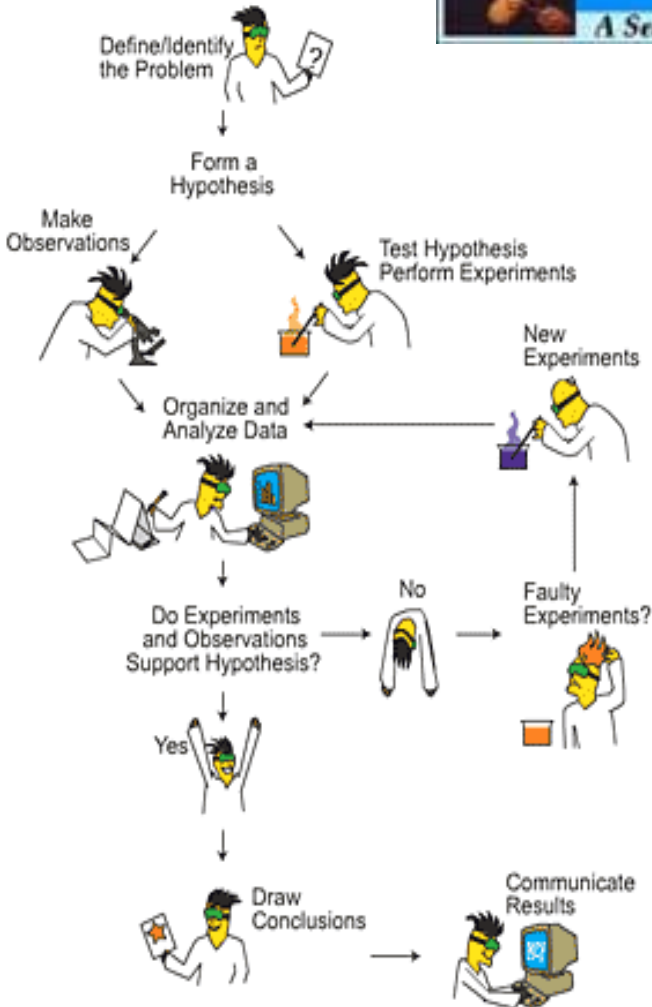 A Se
Define/Identify
the Problem
?
Form a
Hypothesis
Make
Observations
Test Hypothesis
Perform Experiments
New
Experiments
Organize and
Analyze Data
Do Experiments
and Observations
Support Hypothesis?
No
Faulty
Experiments?
Yes
Draw
Conclusions
Communicate
Results